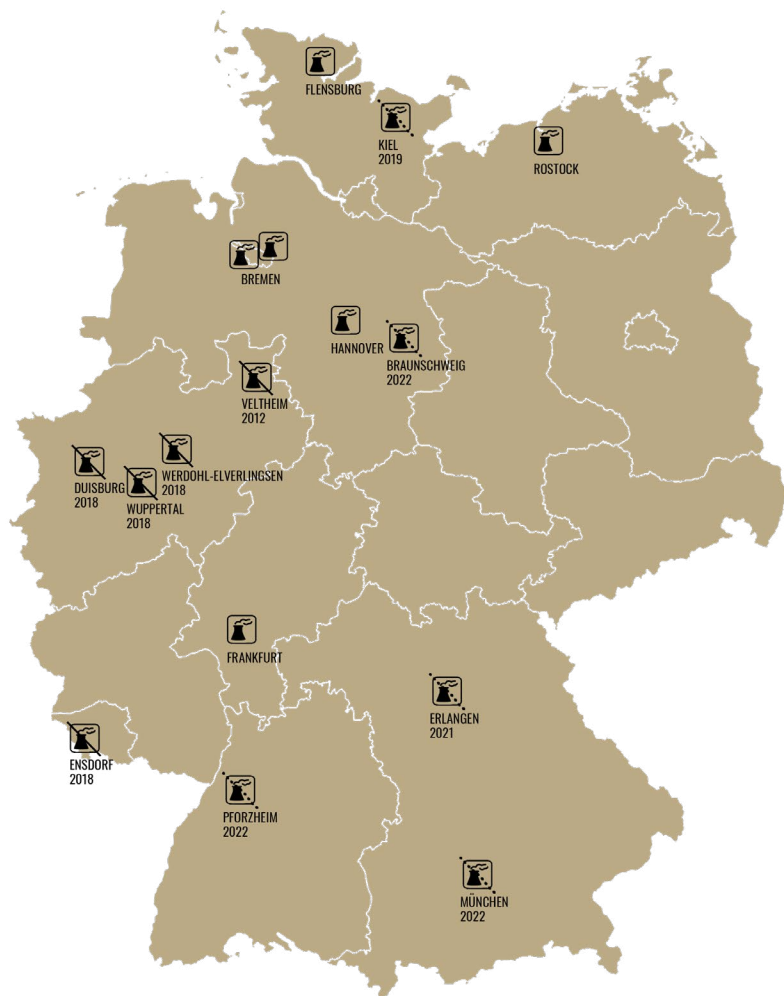 FLENSBURG
KIEL
2019
ROSTOCK
BREMEN
HANNOVER
BRAUNSCHWEIG
2022
VELTHEIM
2012
WERDOHL-ELVERLINGSEN
2018
DUISBURG
2018
WUPPERTAL
2018
FRANKFURT
ERLANGEN
2021
ENSDORF
2018
PFORZHEIM
2022
MÜNCHEN
2022